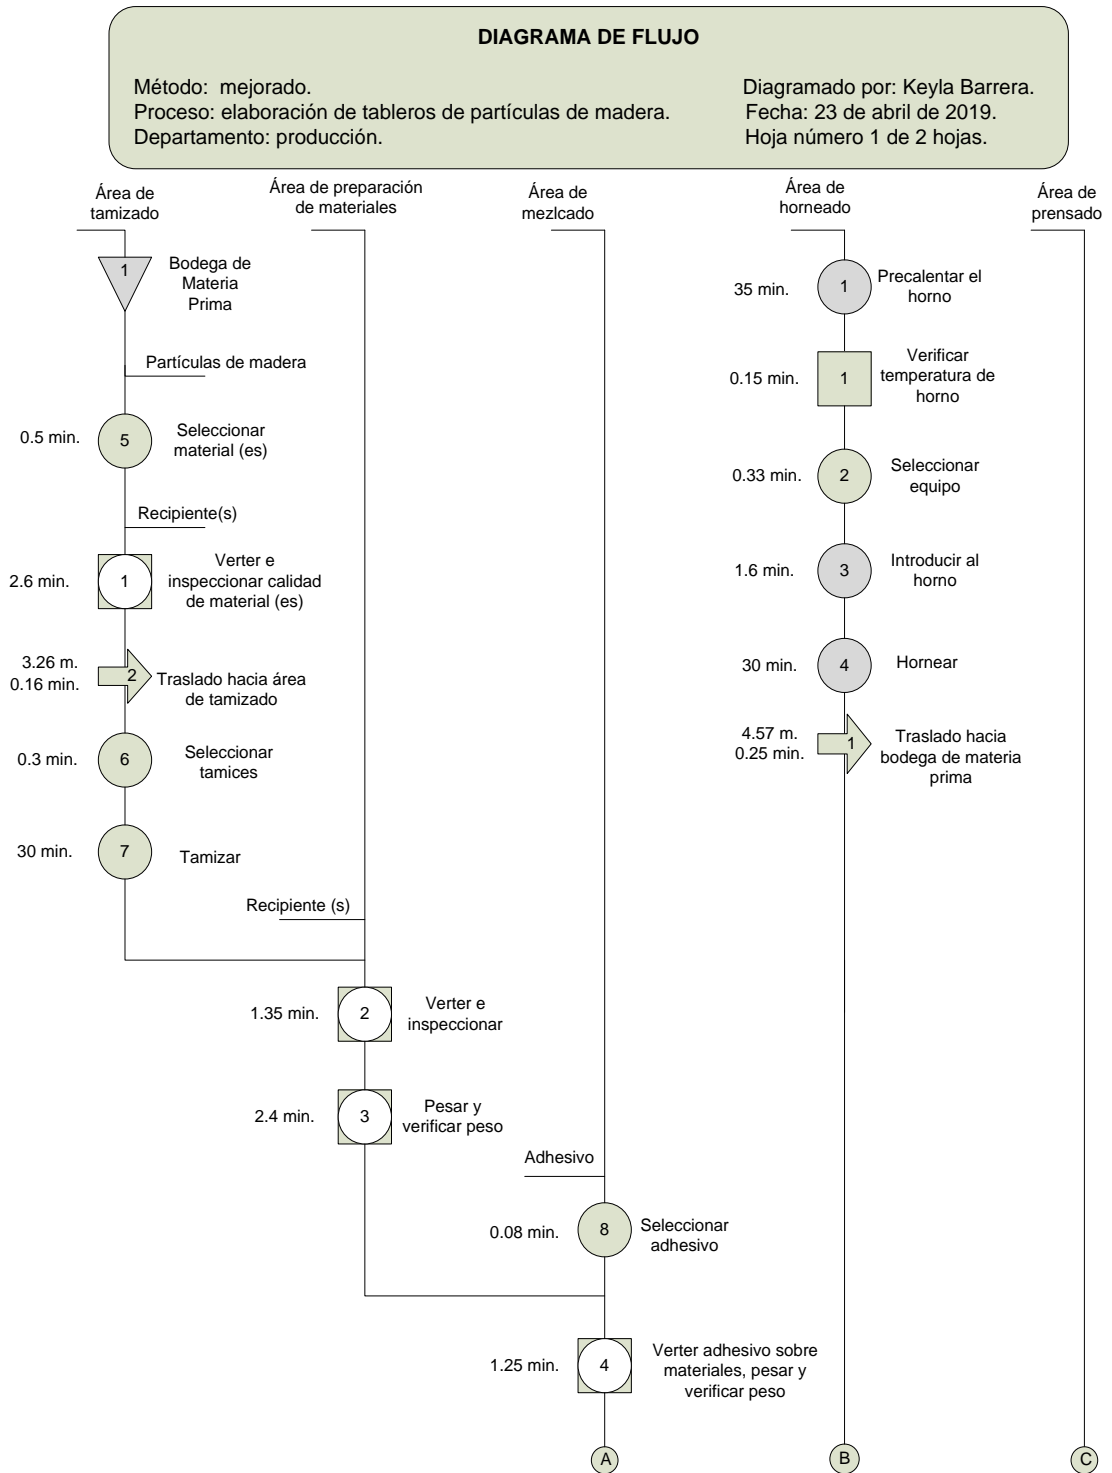 DIAGRAMA DE FLUJO
Método: mejorado.
Diagramado por: Keyla Barrera.
Proceso: elaboración de tableros de partículas de madera.
Fecha: 23 de abril de 2019.
Departamento: producción.
Hoja número 1 de 2 hojas.
Área de
tamizado
Área de preparación
de materiales
Área de
mezlcado
Área de
horneado
Área de
prensado
1
Bodega de
Materia
Prima
Partículas de madera
0.5 min.
5
Seleccionar
material (es)
Recipiente(s)
2.6 min.
1
Verter e
inspeccionar calidad
de material (es)
3.26 m.
0.16 min.
2
Traslado hacia área
de tamizado
0.3 min.
6
Seleccionar
tamices
30 min.
7
Tamizar
Recipiente (s)
1.35 min.
2
Verter e
inspeccionar
2.4 min.
3
Pesar y
verificar peso
Adhesivo
0.08 min.
8
Seleccionar
adhesivo
1.25 min.
4
Verter adhesivo sobre
materiales, pesar y
verificar peso
A
35 min.
1
Precalentar el
horno
0.15 min.
1
Verificar
temperatura de
horno
0.33 min.
2
Seleccionar
equipo
1.6 min.
3
Introducir al
horno
30 min.
4
Hornear
4.57 m.
0.25 min.
1
Traslado hacia
bodega de materia
prima
B
C